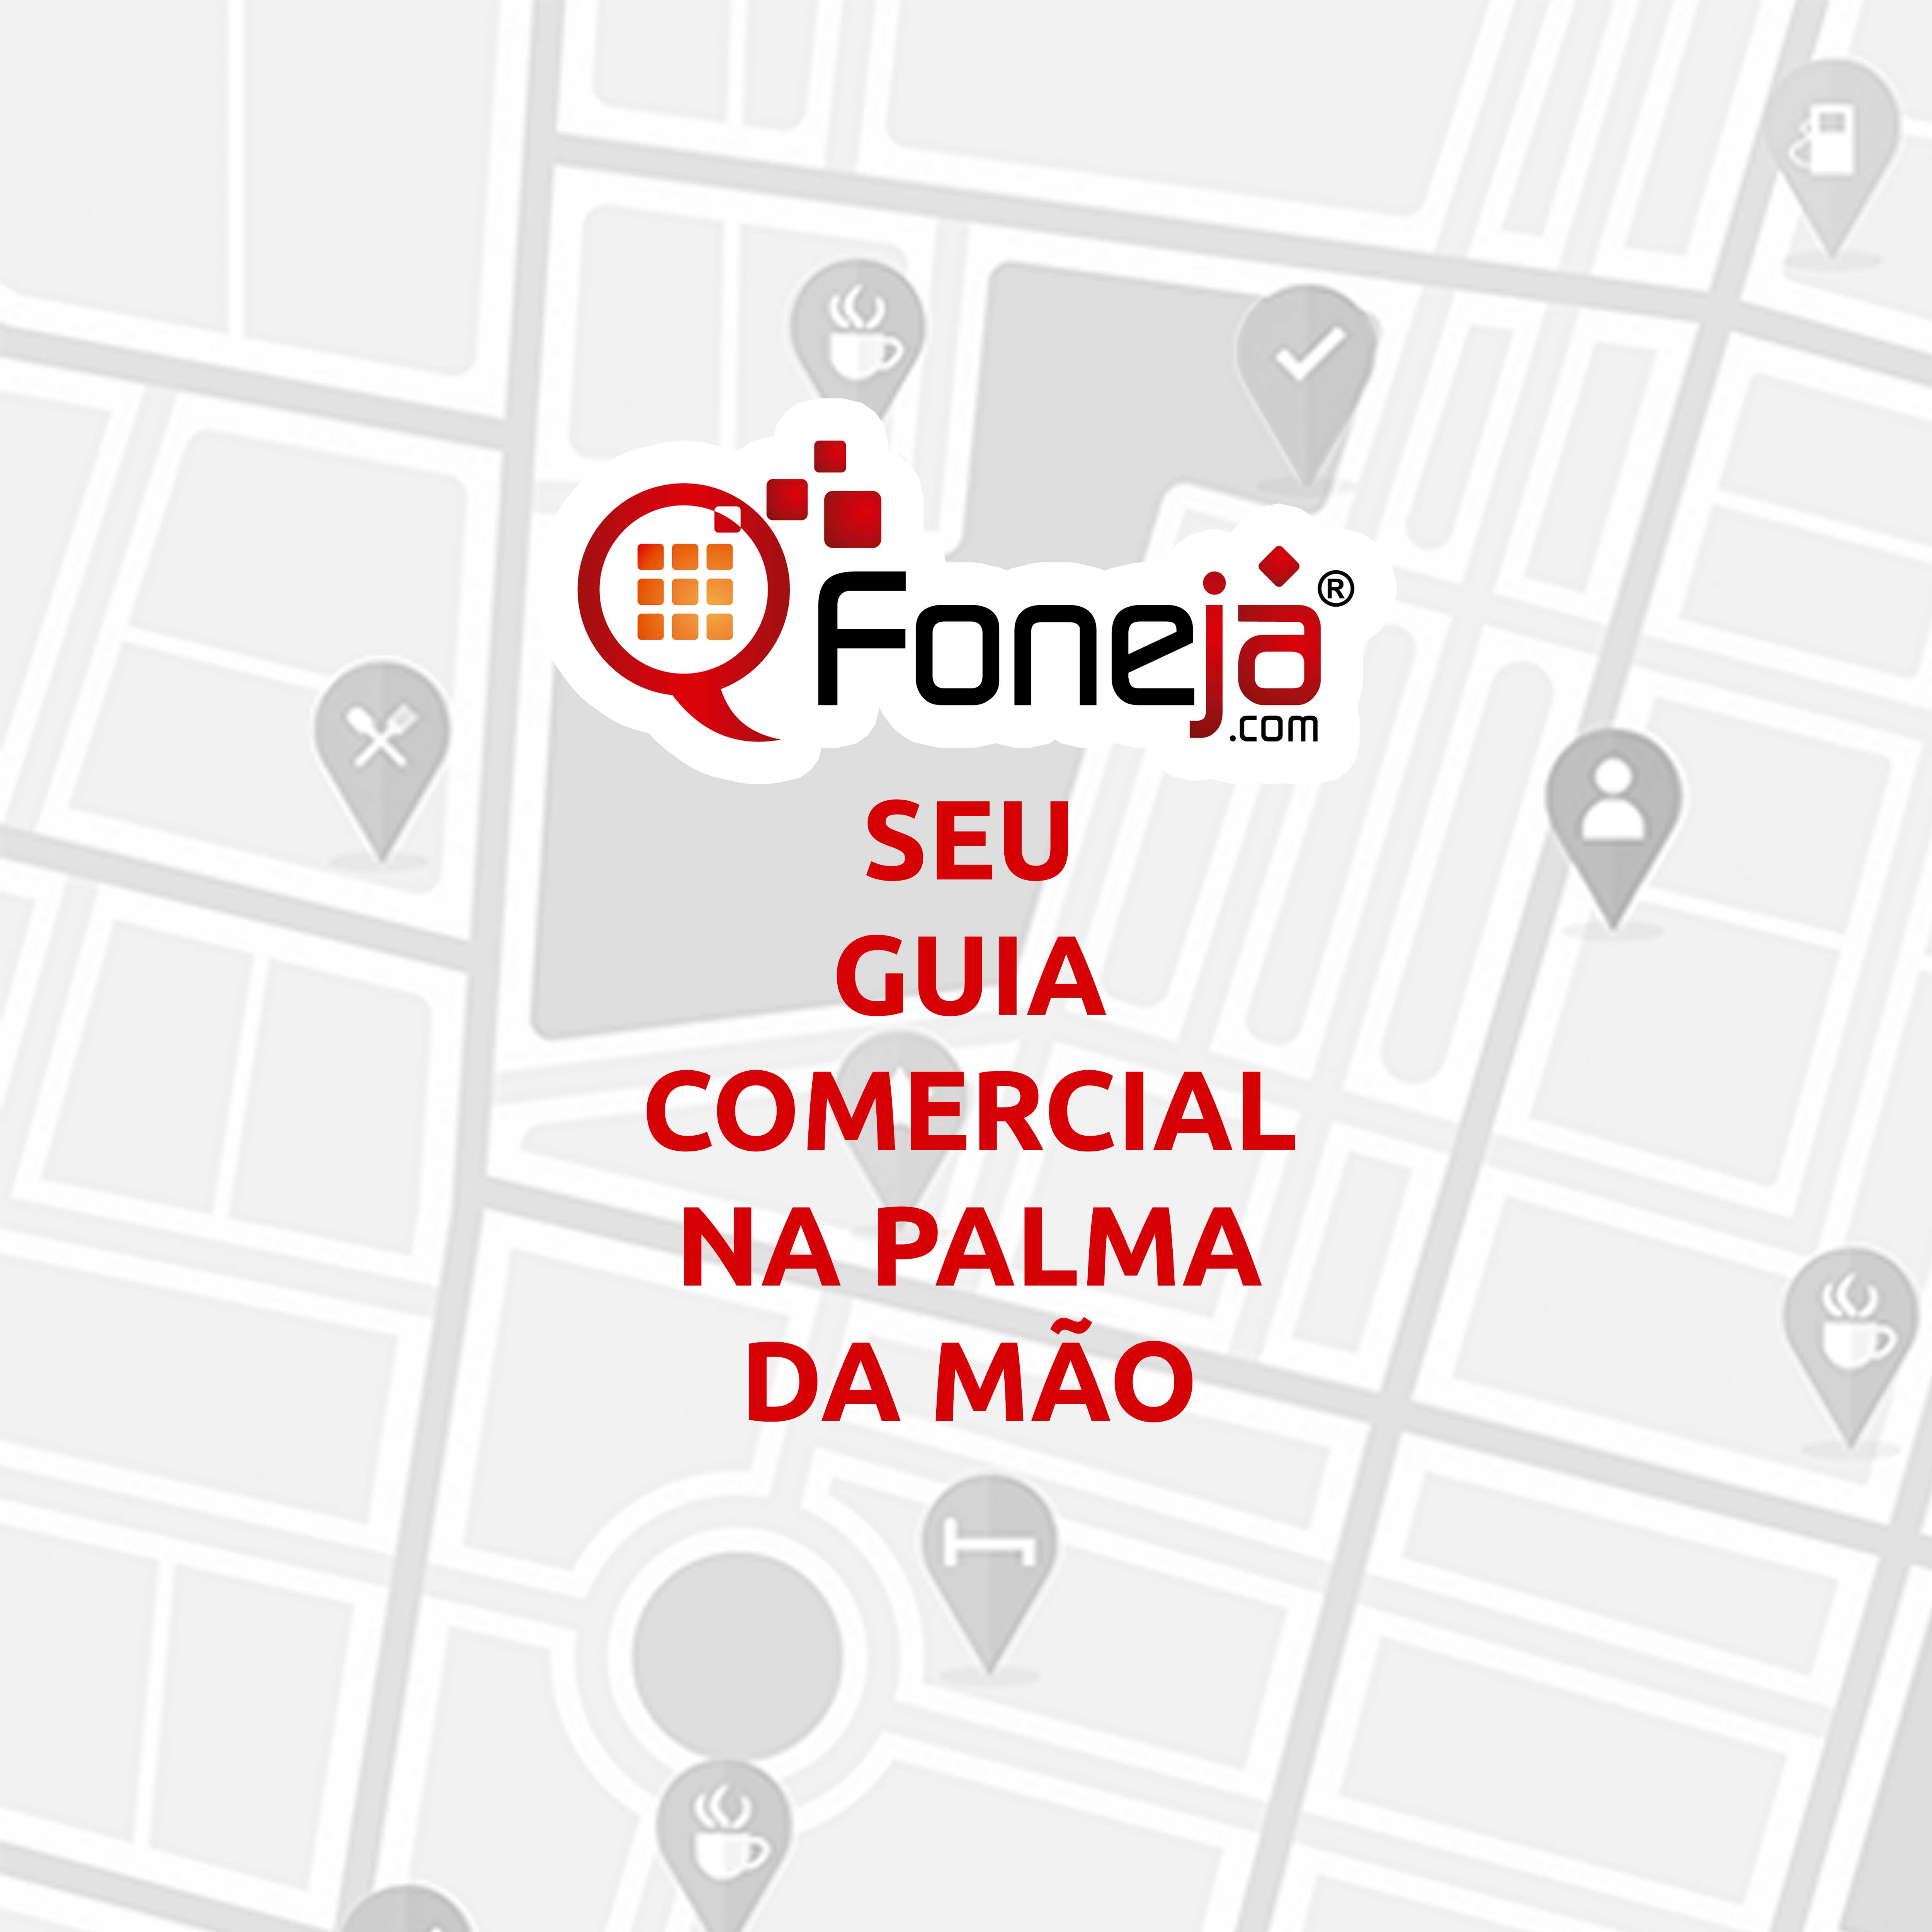 Foneja®
.com
SEU
GUIA
COMERCIAL
NA PALMA
DA MÃO